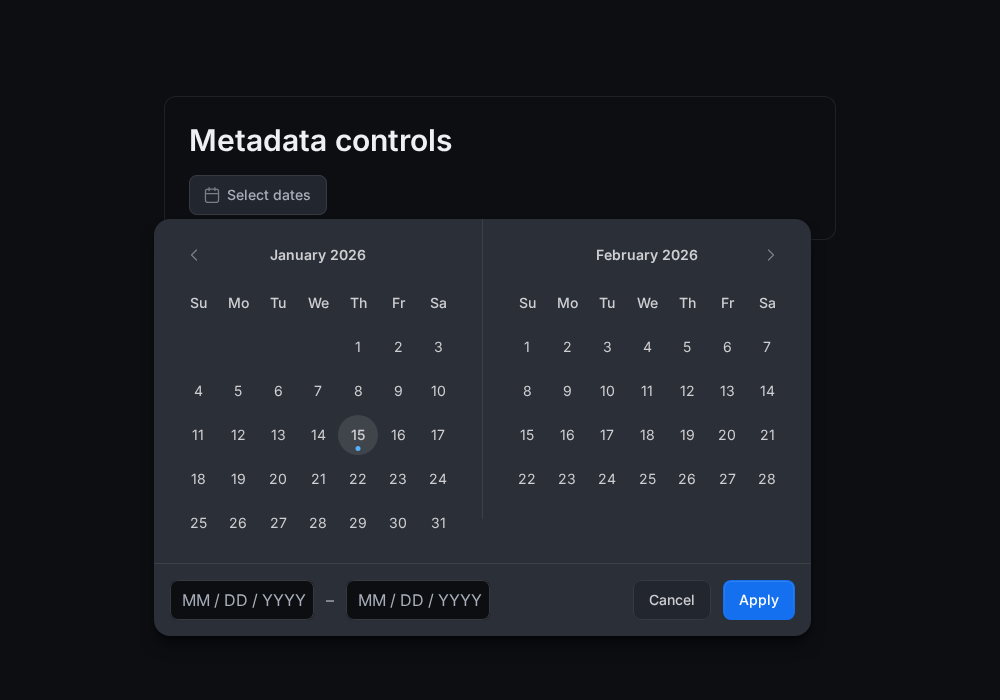 Metadata controls
Select dates
January 2026
Su Mo Tu We Th Fr Sa
1 2 3
4 5 6 7 8 9 10
11 12 13 14 15 16 17
18 19 20 21 22 23 24
25 26 27 28 29 30 31
February 2026
Su Mo Tu We Th Fr Sa
1 2 3 4 5 6 7
8 9 10 11 12 13 14
15 16 17 18 19 20 21
22 23 24 25 26 27 28
MM / DD / YYYY – MM / DD / YYYY Cancel Apply